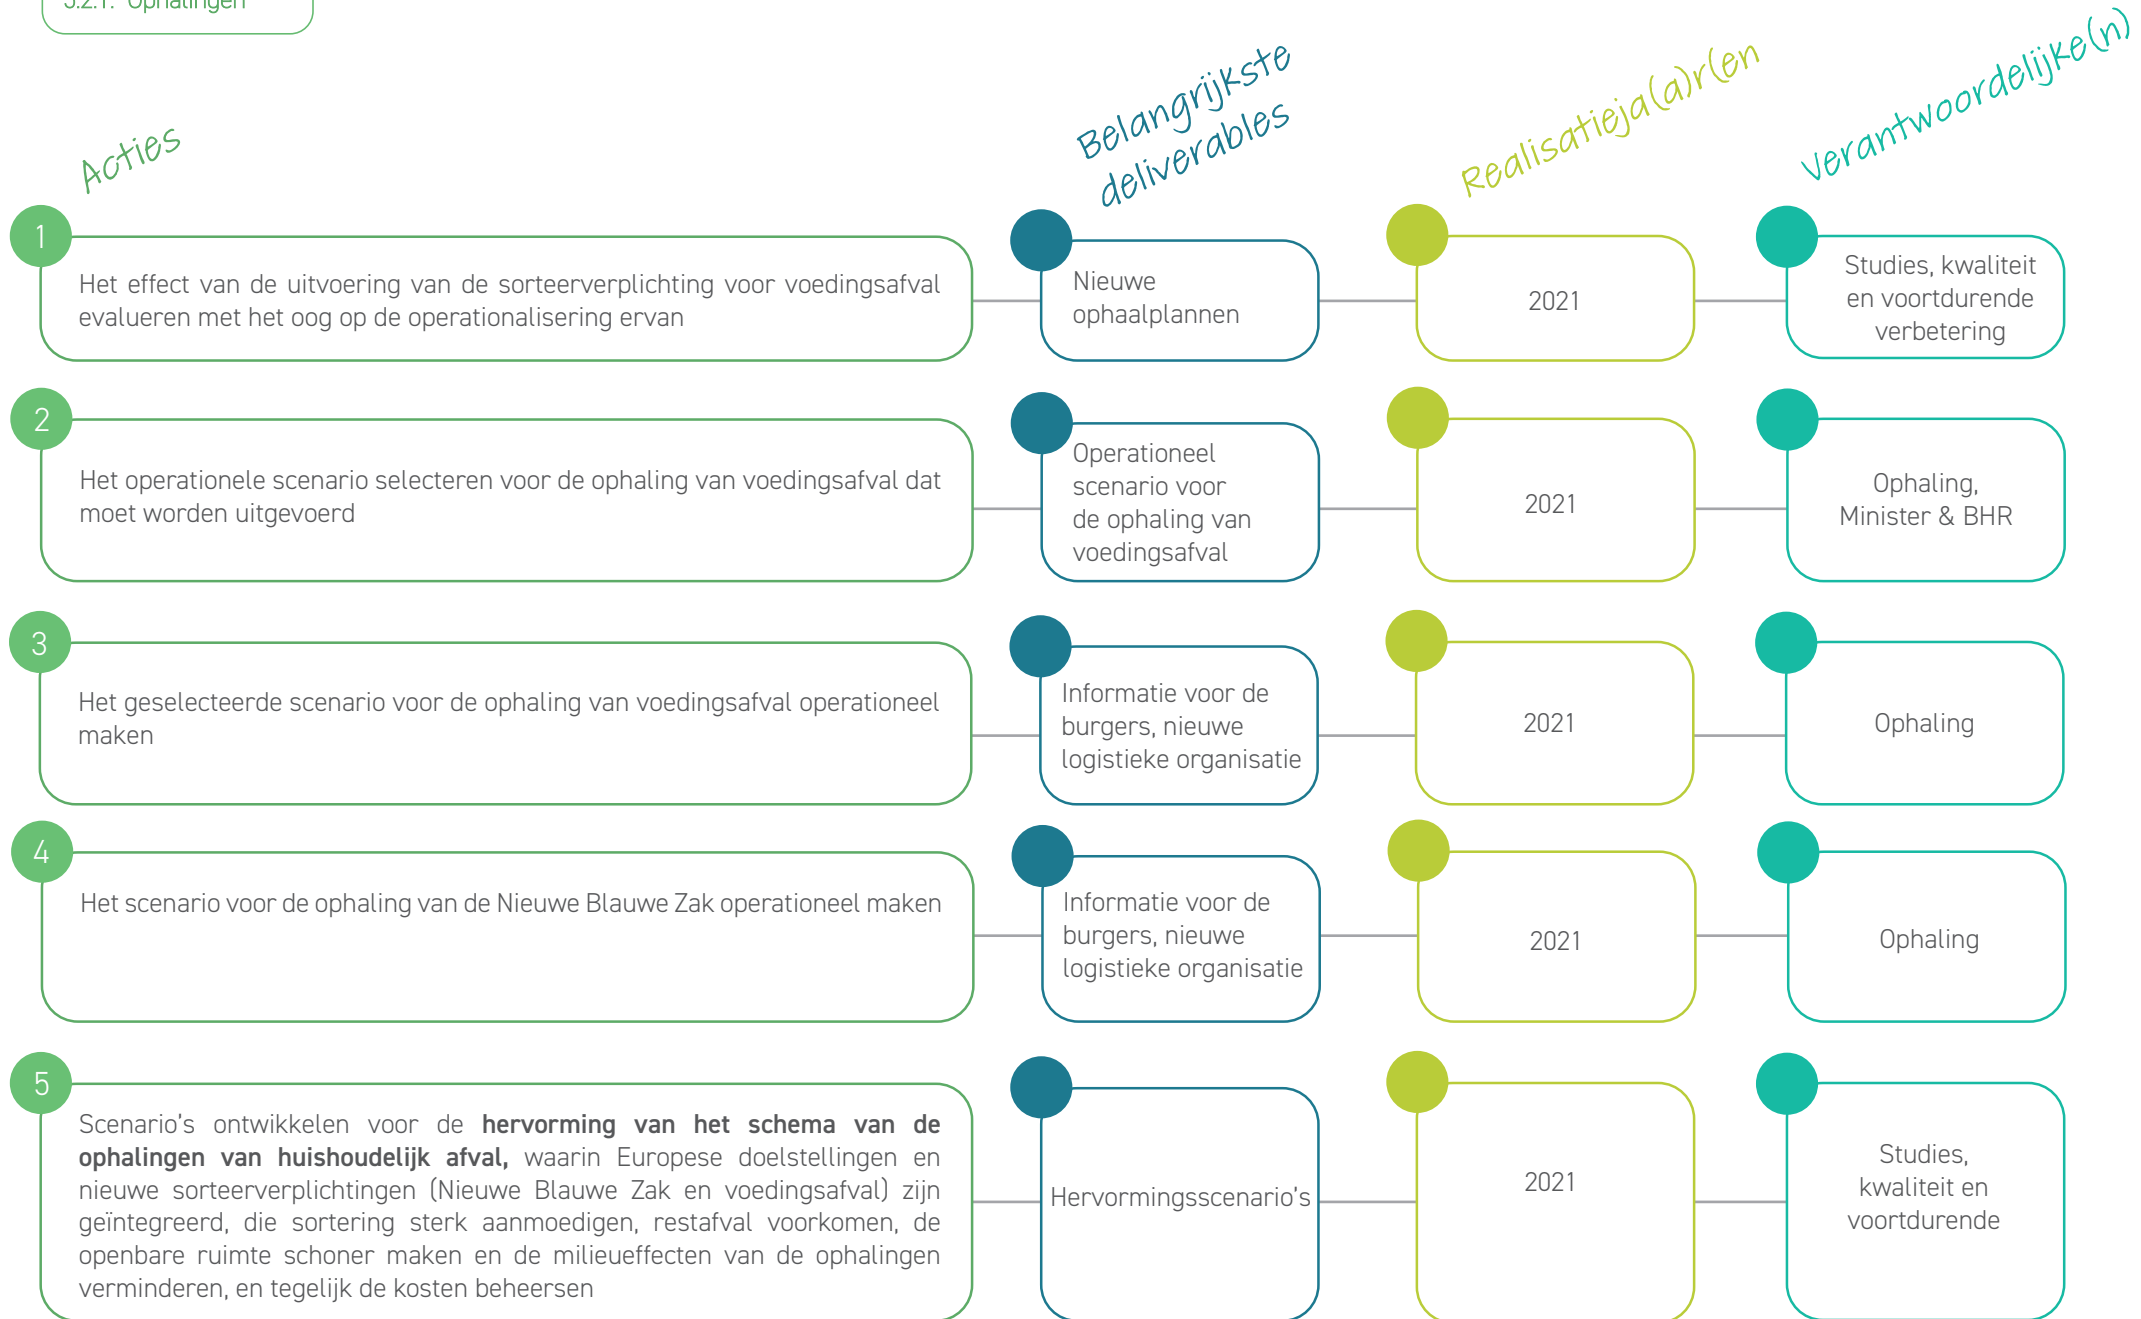 Ophalingen
Acties
Belangrijkste
deliverables
Realisatieja(a)r(en
Verantwoordelijke(n)
1
Het effect van de uitvoering van de sorteerverplichting voor voedingsafval
evalueren met het oog op de operationalisering ervan
Nieuwe
ophaalplannen
2021
Studies, kwaliteit
en voortdurende
verbetering
2
Het operationele scenario selecteren voor de ophaling van voedingsafval dat
moet worden uitgevoerd
Operationeel
scenario voor
de ophaling van
voedingsafval
2021
Ophaling,
Minister & BHR
3
Het geselecteerde scenario voor de ophaling van voedingsafval operationeel
maken
Informatie voor de
burgers, nieuwe
logistieke organisatie
2021
Ophaling
4
Het scenario voor de ophaling van de Nieuwe Blauwe Zak operationeel maken
Informatie voor de
burgers, nieuwe
logistieke organisatie
2021
Ophaling
5
Scenario's ontwikkelen voor de hervorming van het schema van de
ophalingen van huishoudelijk afval, waarin Europese doelstellingen en
nieuwe sorteerverplichtingen (Nieuwe Blauwe Zak en voedingsafval) zijn
geïntegreerd, die sortering sterk aanmoedigen, restafval voorkomen, de
openbare ruimte schoner maken en de milieueffecten van de ophalingen
verminderen, en tegelijk de kosten beheersen
Hervormingsscenario's
2021
Studies,
kwaliteit en
voortdurende